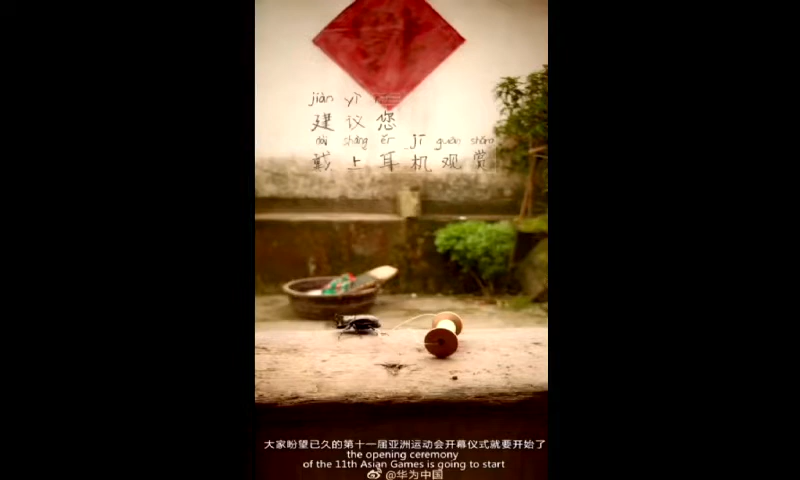 jiàn yì
建 议 您
dài shàng ěr jī guān shǎng
戴 上 耳 机 观 赏
大家盼望已久的第十一届亚洲运动会开幕仪式就要开始了
the opening ceremony
of the 11th Asian Games is going to start
@华为中国